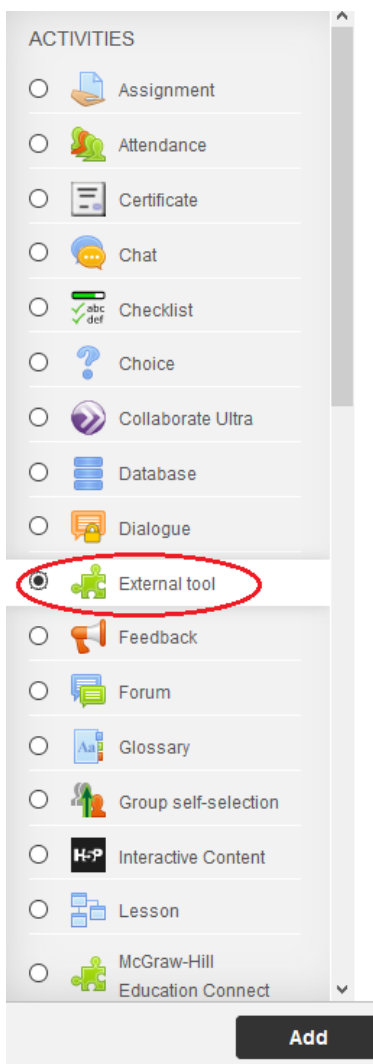 ACTIVITIES
Assignment
Attendance
Certificate
Chat
abc
def
Checklist
Choice
Collaborate Ultra
Database
Dialogue
External tool
Feedback
Forum
Aa
Glossary
Group self-selection
H-P
Interactive Content
Lesson
McGraw-Hill
Education Connect
Add